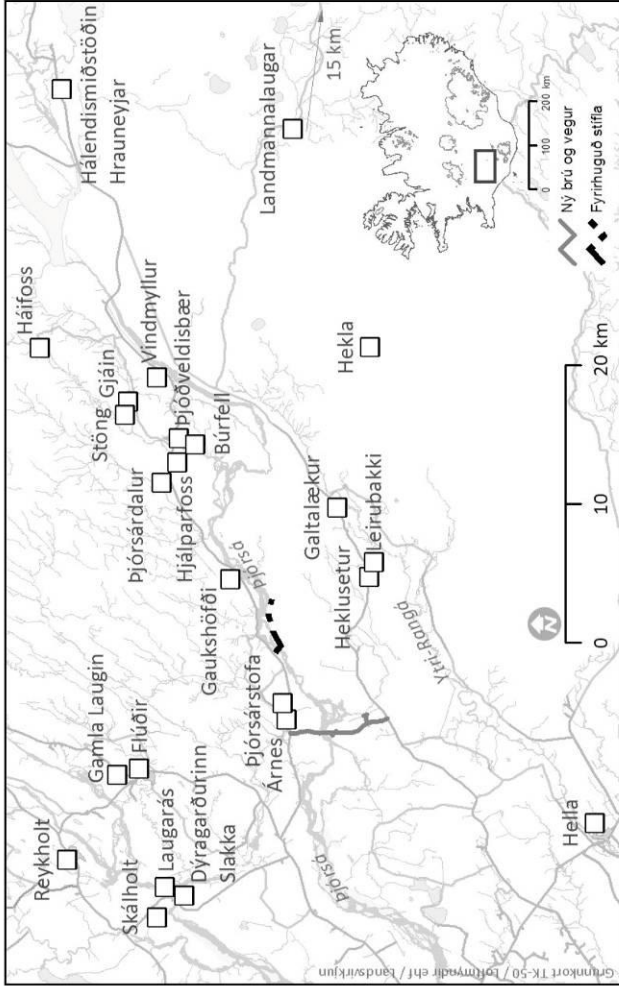 Hálendismiðstöðin
Hrauneyjar
Háifoss
Landmannalaugar
15 km
Vindmyllur
Gjáin
Stöng
Þjóðveldisbær
Búrfell
Hekla
Þjórsárdalur
Hjálparfoss
Gaukshöfði
Þjórsá
Galtalækur
Leirubakki
Heklusetur
Ytri-Rangá
Þjórsárstofa
Árnes
Gamla Laugin
Flúðir
Reykholt
Laugarás
Dýragarðurinn
Slakka
Skálholt
Þjórsá
Hella
N
0 10 20 km
0 100 200 km
Ný brú og vegur
Fyrirhuguð stífla
Grunnkort TK-50 / Loftmyndir ehf / Landsvirkjun